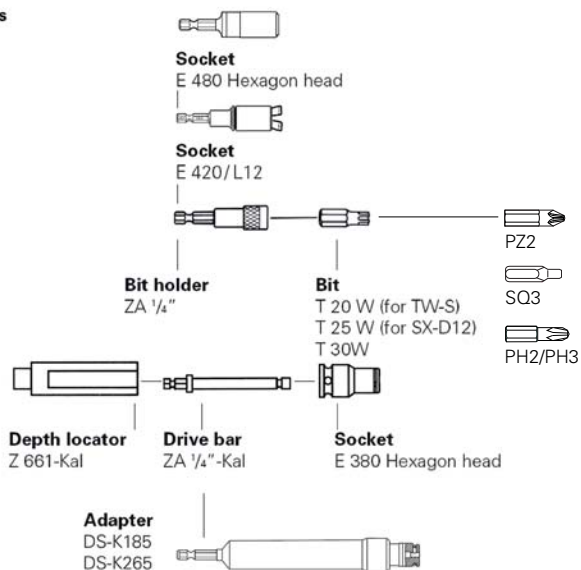 s
Socket
E 480 Hexagon head
Socket
E 420/L12
Bit holder
ZA 1/4"
Bit
T 20 W (for TW-S)
T 25 W (for SX-D12)
T 30W
PZ2
SQ3
PH2/PH3
Depth locator
Z 661-Kal
Drive bar
ZA 1/4"-Kal
Socket
E 380 Hexagon head
Adapter
DS-K185
DS-K265